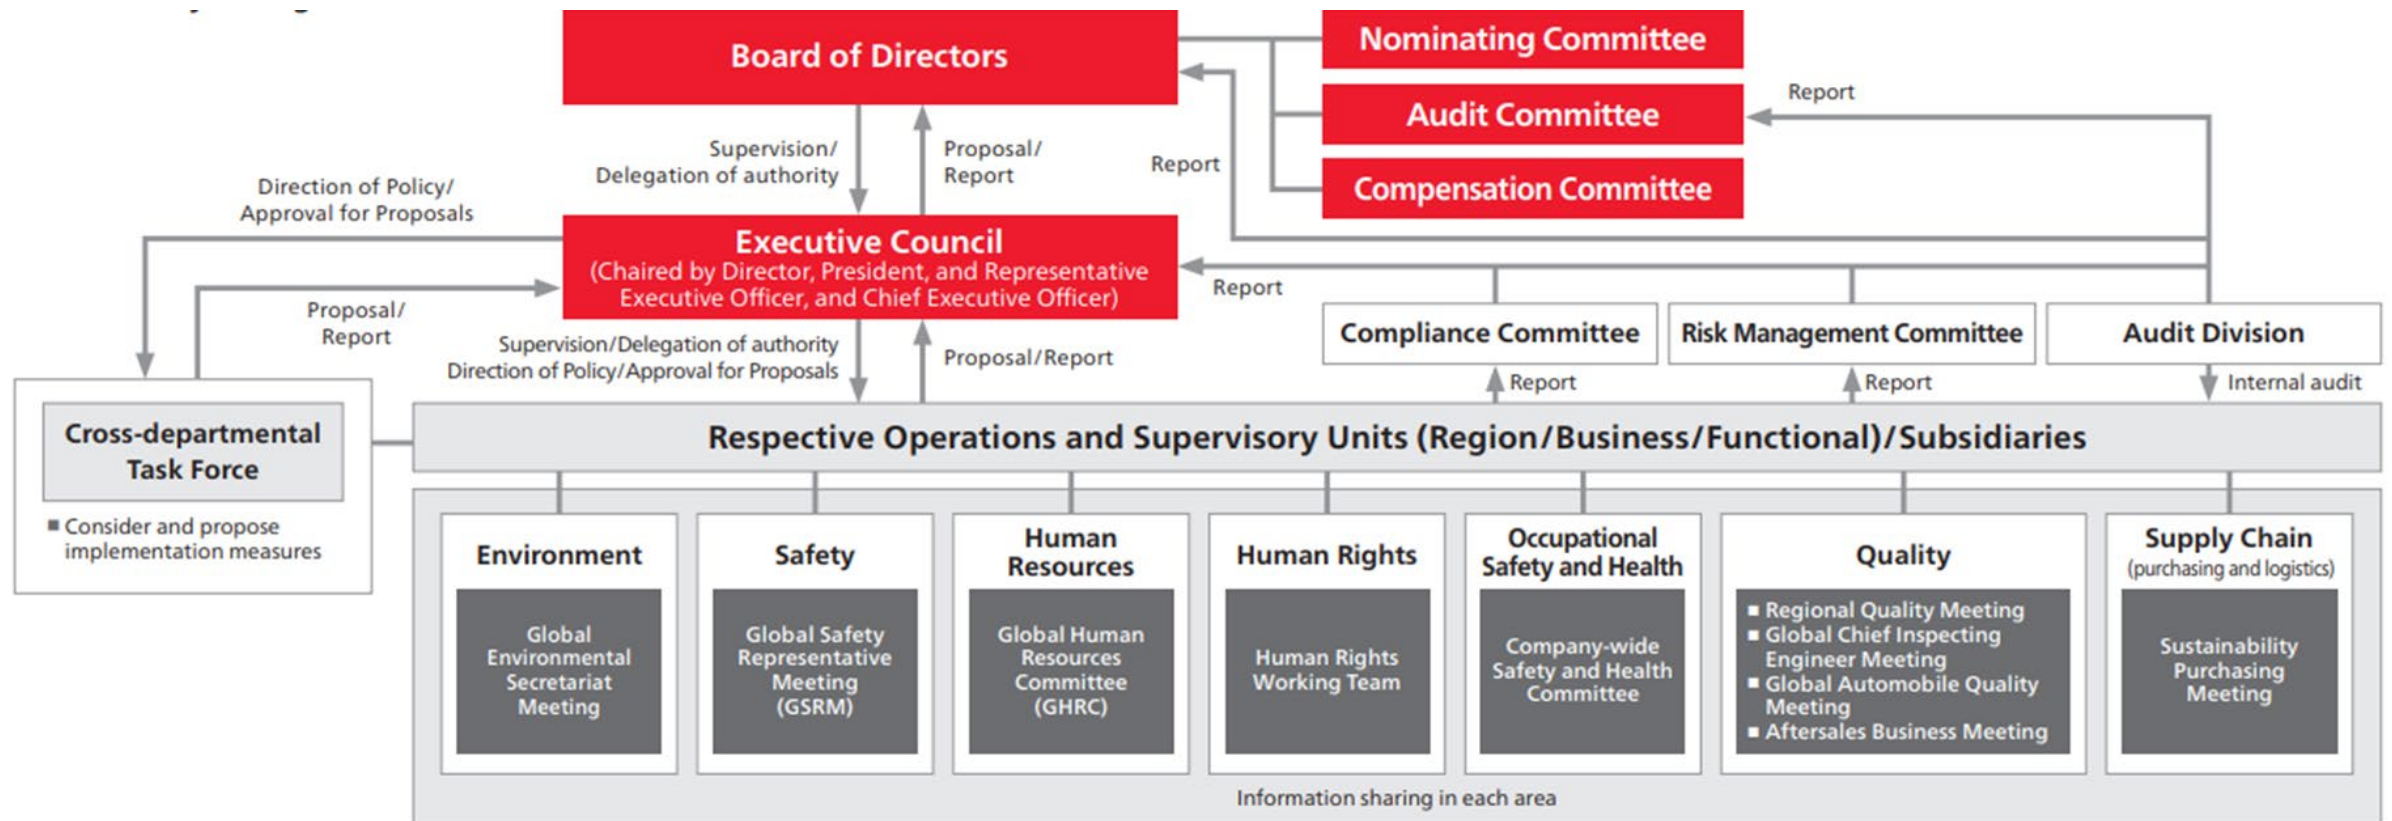 Board of Directors
Nominating Committee
Audit Committee
Compensation Committee
Report
Supervision/
Delegation of authority
Proposal/
Report
Report
Direction of Policy/
Approval for Proposals
Executive Council
(Chaired by Director, President, and Representative
Executive Officer, and Chief Executive Officer)
Report
Proposal/
Report
Supervision/Delegation of authority
Direction of Policy/Approval for Proposals
Proposal/Report
Compliance Committee
Risk Management Committee
Audit Division
Report
Report
Internal audit
Cross-departmental
Task Force
■ Consider and propose
implementation measures
Respective Operations and Supervisory Units (Region/Business/Functional)/Subsidiaries
Environment
Global
Environmental
Secretariat
Meeting
Safety
Global Safety
Representative
Meeting
(GSRM)
Human
Resources
Global Human
Resources
Committee
(GHRC)
Human Rights
Human Rights
Working Team
Occupational
Safety and Health
Company-wide
Safety and Health
Committee
Quality
■ Regional Quality Meeting
■ Global Chief Inspecting
Engineer Meeting
■ Global Automobile Quality
Meeting
■ Aftersales Business Meeting
Supply Chain
(purchasing and logistics)
Sustainability
Purchasing
Meeting
Information sharing in each area